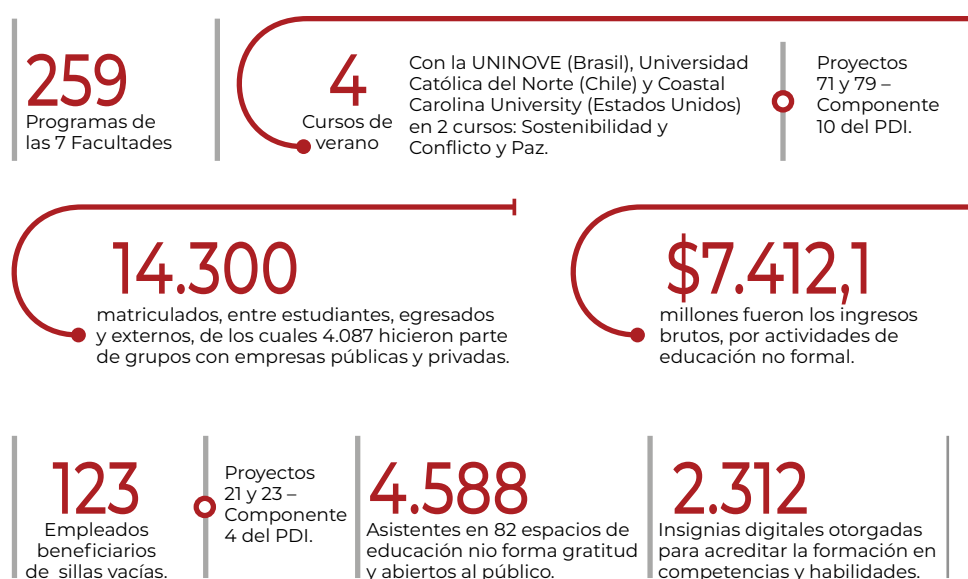 259
Programas de
las 7 Facultades
4
Cursos de
verano
Con la UNINOVE (Brasil), Universidad
Católica del Norte (Chile) y Coastal
Carolina University (Estados Unidos)
en 2 cursos: Sostenibilidad y
Conflicto y Paz.
Proyectos
71 y 79 –
Componente
10 del PDI.
14.300
matriculados, entre estudiantes, egresados
y externos, de los cuales 4.087 hicieron parte
de grupos con empresas públicas y privadas.
$7.412,1
millones fueron los ingresos
brutos, por actividades de
educación no formal.
123
Empleados
beneficiarios
de sillas vacías.
Proyectos
21 y 23 –
Componente
4 del PDI.
4.588
Asistentes en 82 espacios de
educación nio forma gratitud
y abiertos al público.
2.312
Insignias digitales otorgadas
para acreditar la formación en
competencias y habilidades.